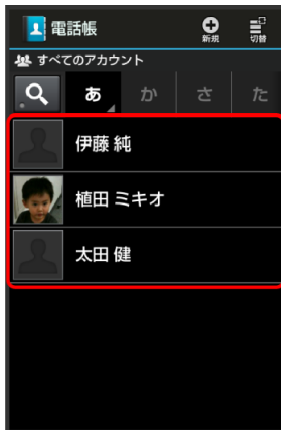 電話帳
新規
切替
すべてのアカウント
あ か さ た
伊藤 純
植田 ミキオ
太田 健